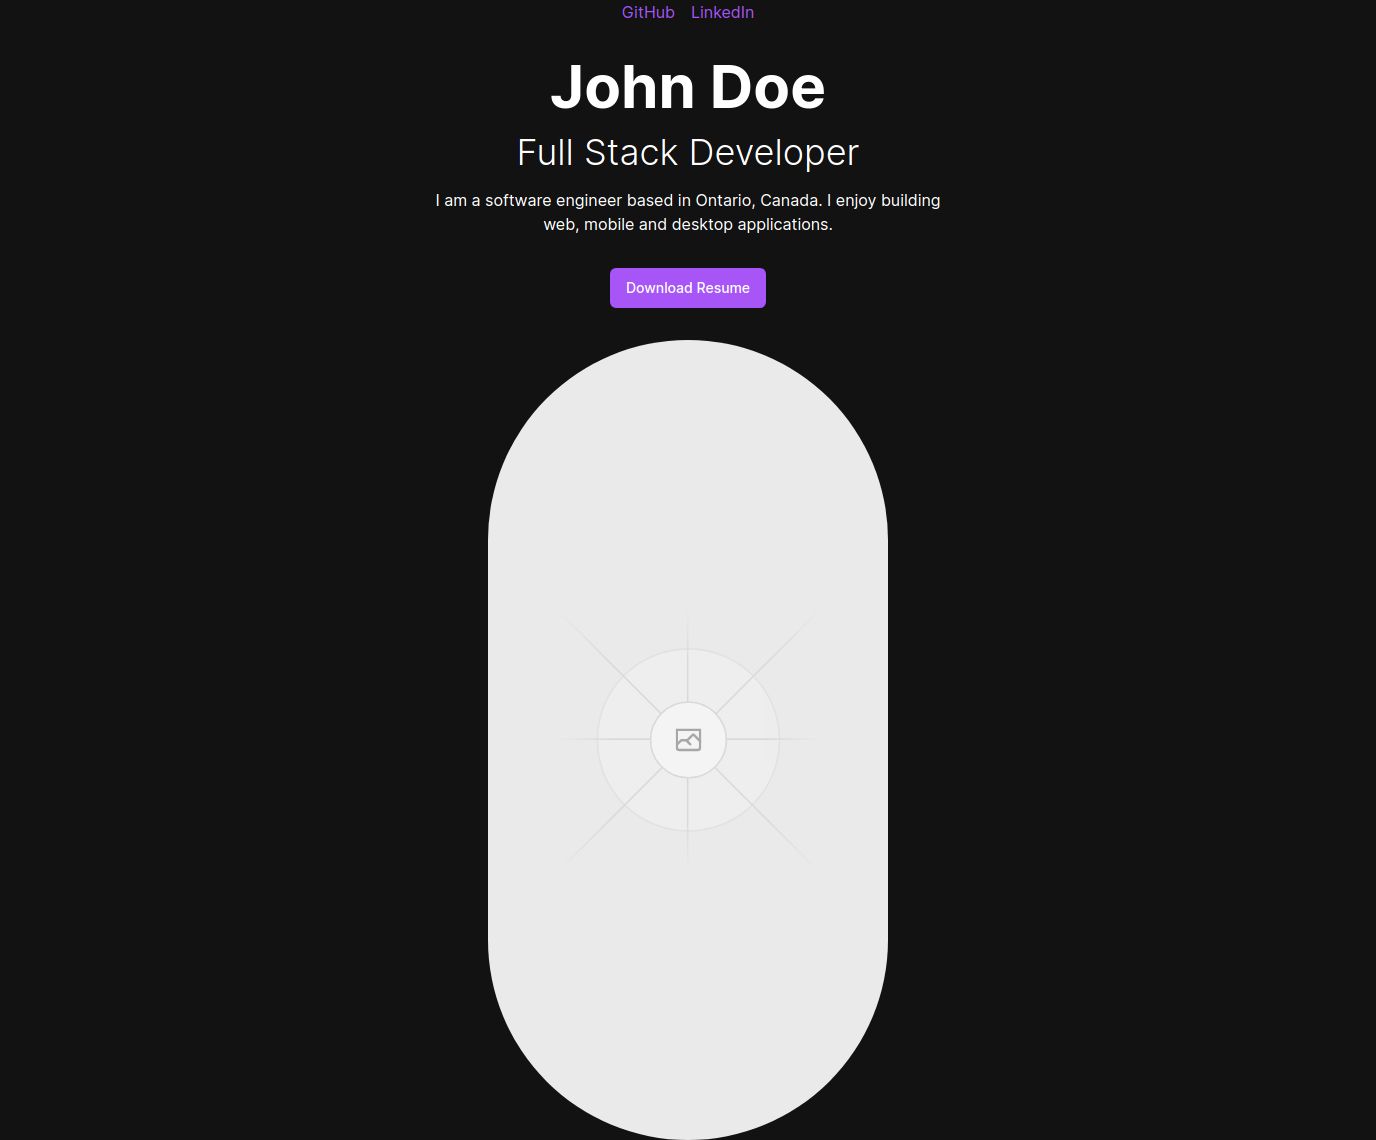 GitHub LinkedIn
John Doe
Full Stack Developer
I am a software engineer based in Ontario, Canada. I enjoy building
web, mobile and desktop applications.
Download Resume